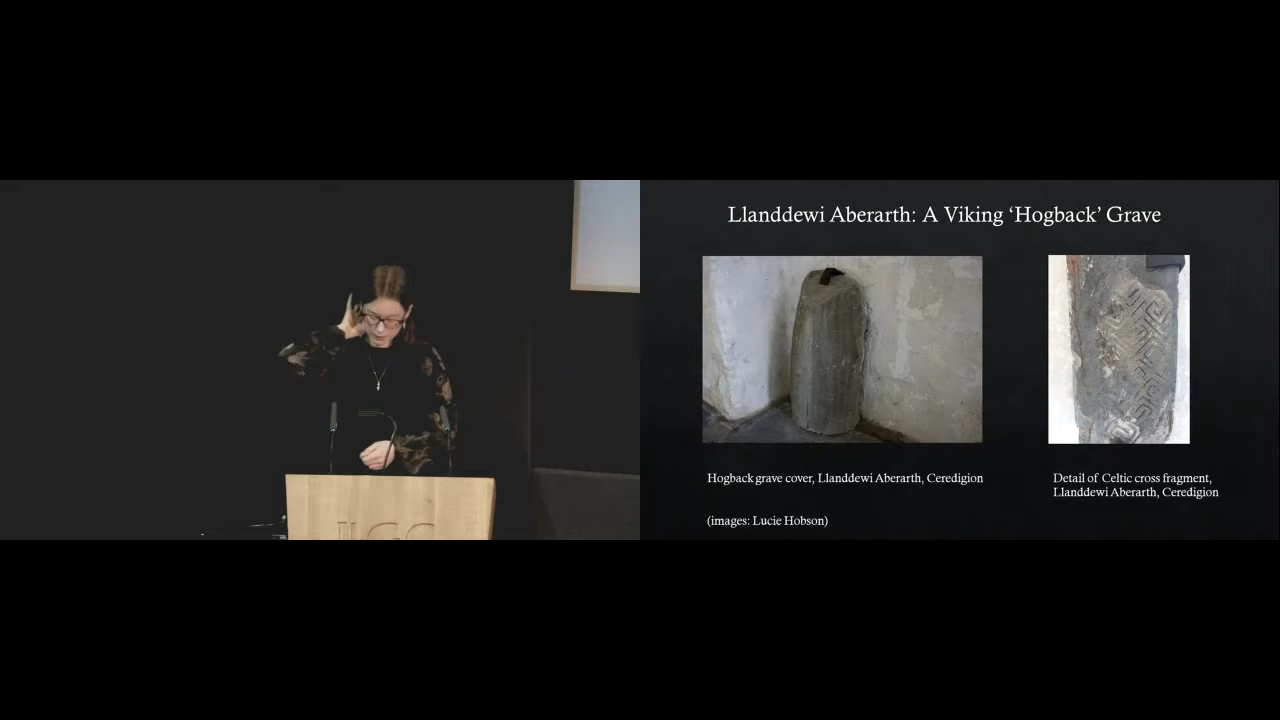 Llanddewi Aberarth: A Viking ‘Hogback’ Grave
Hogback grave cover, Llanddewi Aberarth, Ceredigion
(images: Lucie Hobson)
Detail of Celtic cross fragment,
Llanddewi Aberarth, Ceredigion